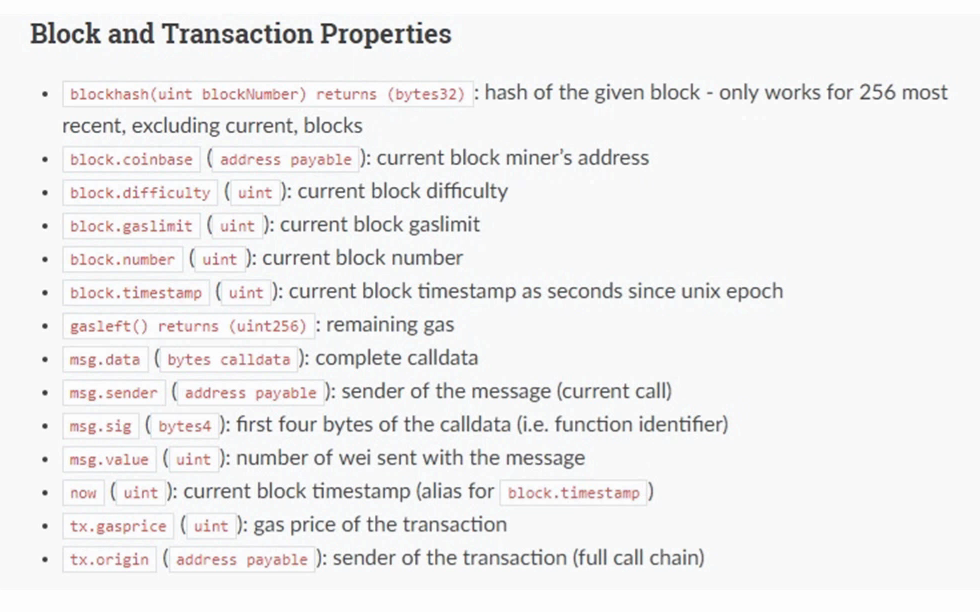 Block and Transaction Properties
• blockhash(uint blockNumber) returns (bytes32) : hash of the given block - only works for 256 most
recent, excluding current, blocks
• block.coinbase ( address payable ): current block miner's address
• block.difficulty ( uint ): current block difficulty
• block.gaslimit ( uint ): current block gaslimit
• block.number ( uint ): current block number
• block.timestamp ( uint ): current block timestamp as seconds since unix epoch
• gasleft() returns (uint256) : remaining gas
• msg.data ( bytes calldata ): complete calldata
• msg.sender ( address payable ): sender of the message (current call)
• msg.sig ( bytes4 ): first four bytes of the calldata (i.e. function identifier)
• msg.value ( uint ): number of wei sent with the message
• now ( uint ): current block timestamp (alias for block.timestamp )
• tx.gasprice ( uint ): gas price of the transaction
• tx.origin ( address payable ): sender of the transaction (full call chain)